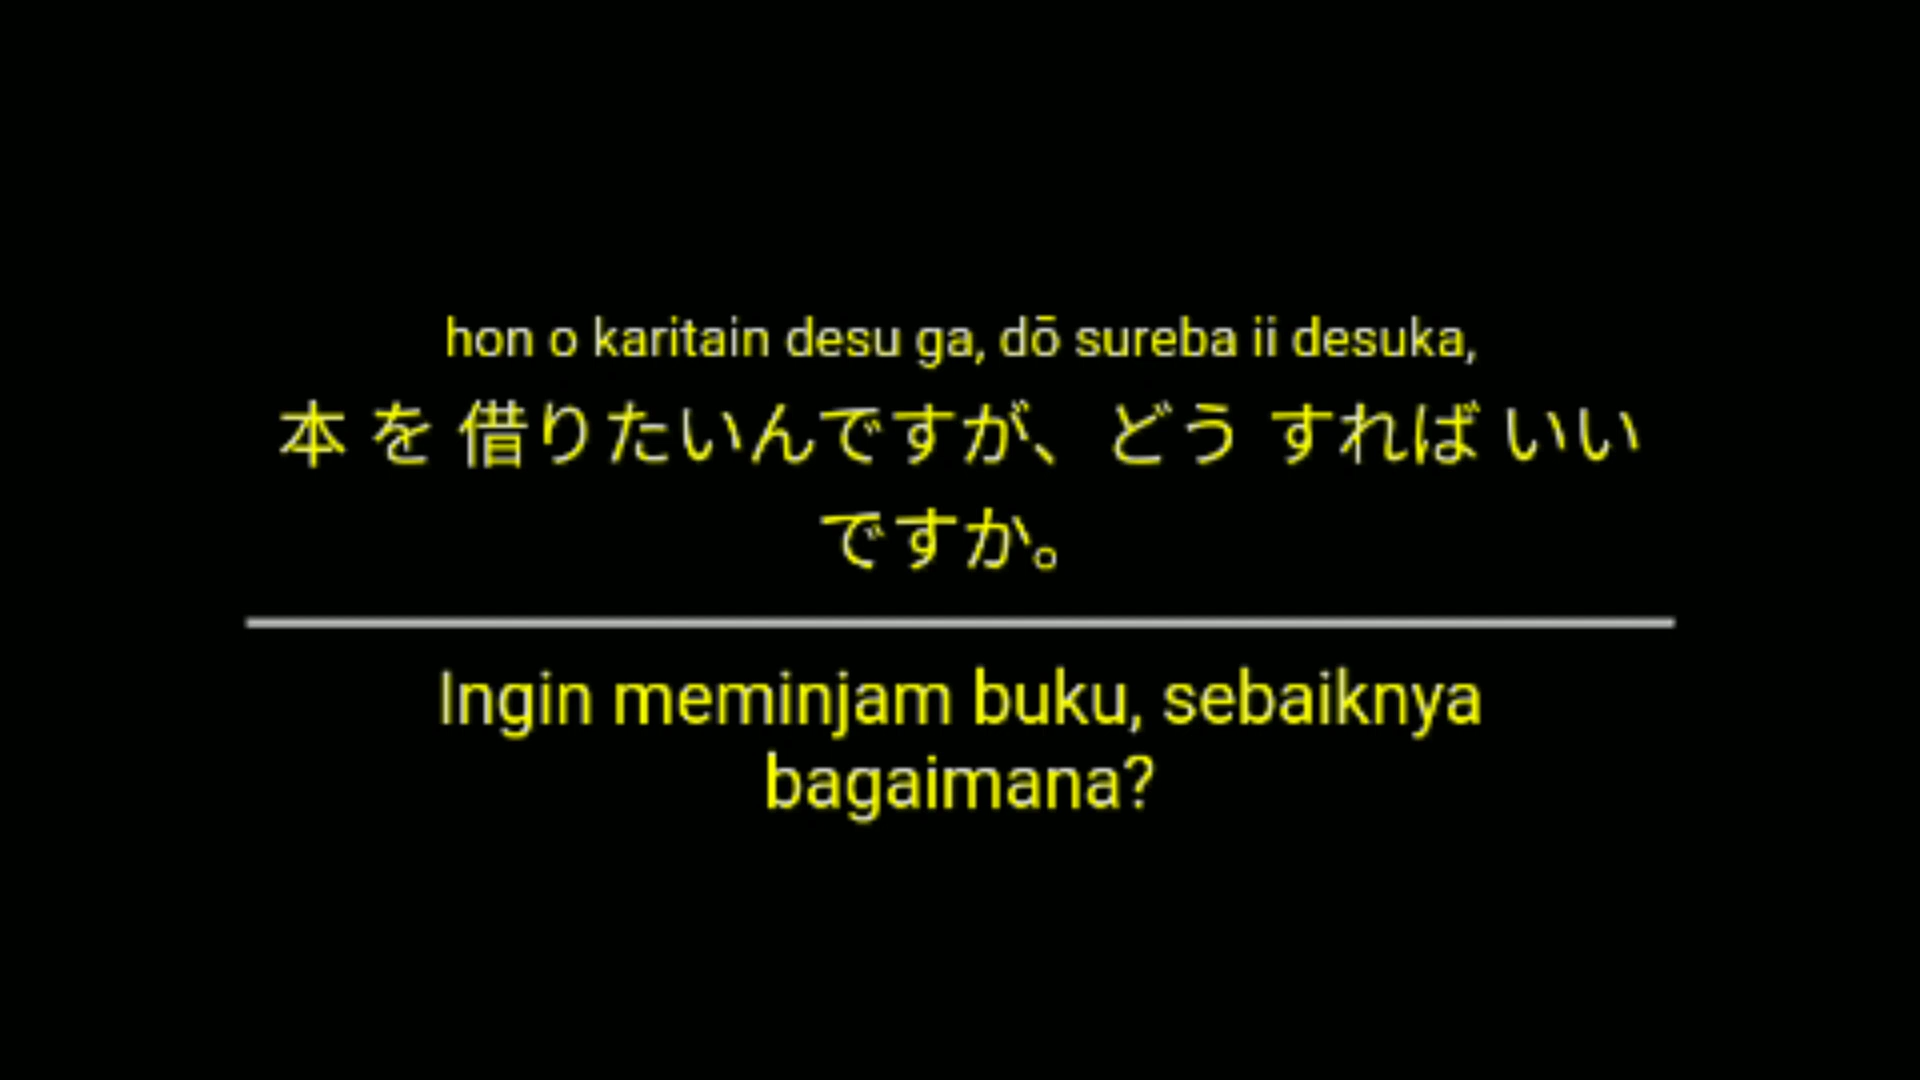 hon o karitain desu ga, dō sureba ii desuka,
本 を 借りたいんですが、どう すれば いい
ですか。
Ingin meminjam buku, sebaiknya
bagaimana?